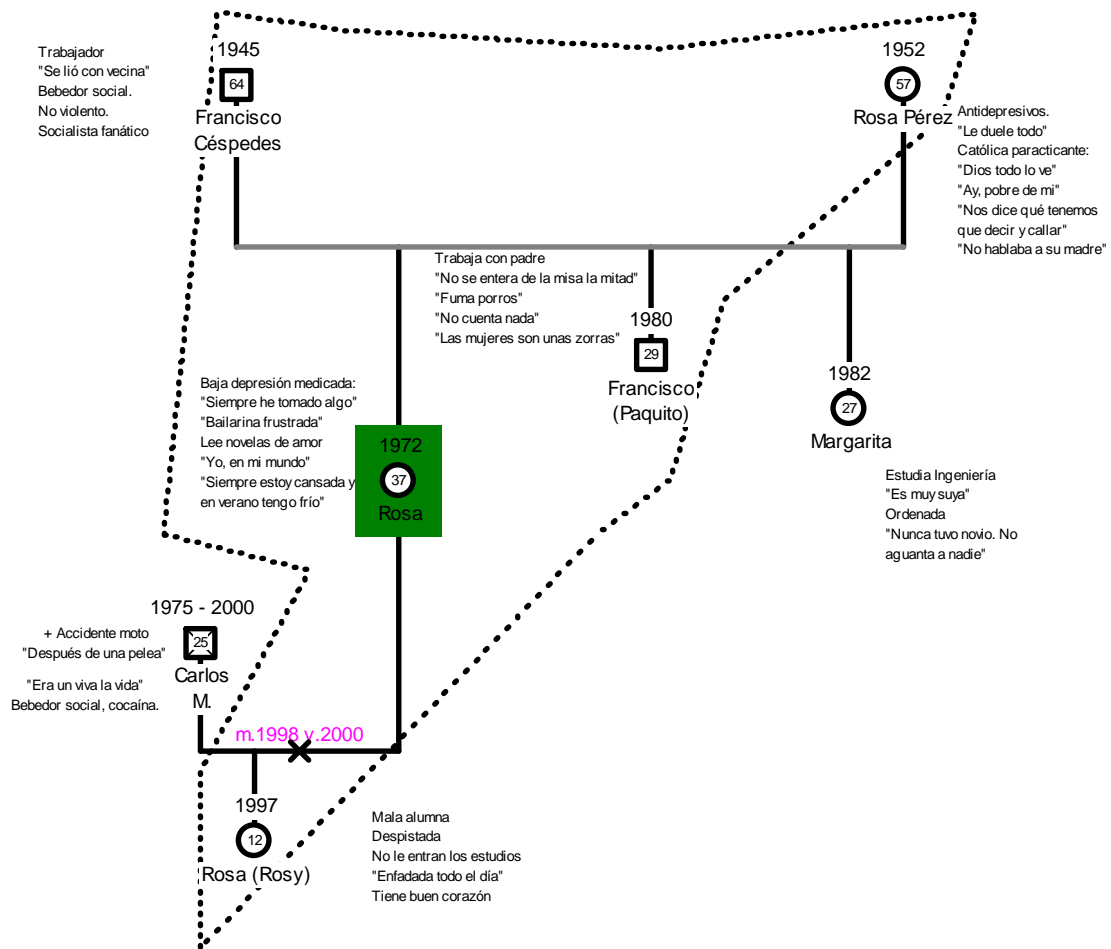 1945
64
Francisco
Céspedes
Trabajador
"Se lió con vecina"
Bebedor social.
No violento.
Socialista fanático
1952
57
Rosa Pérez
Antidepresivos.
"Le duele todo"
Católica paracticante:
"Dios todo lo ve"
"Ay, pobre de mi"
"Nos dice qué tenemos
que decir y callar"
"No hablaba a su madre"
Trabaja con padre
"No se entera de la misa la mitad"
"Fuma porros"
"No cuenta nada"
"Las mujeres son unas zorras"
1980
29
Francisco
(Paquito)
1982
27
Margarita
Estudia Ingeniería
"Es muy suya"
Ordenada
"Nunca tuvo novio. No
aguanta a nadie"
Baja depresión medicada:
"Siempre he tomado algo"
"Bailarina frustrada"
Lee novelas de amor
"Yo, en mi mundo"
"Siempre estoy cansada y
en verano tengo frío"
1972
37
Rosa
1975 - 2000
25
Carlos
M.
+ Accidente moto
"Después de una pelea"
"Era un viva la vida"
Bebedor social, cocaína.
m.1998 v.2000
1997
12
Rosa (Rosy)
Mala alumna
Despistada
No le entran los estudios
"Enfadada todo el día"
Tiene buen corazón